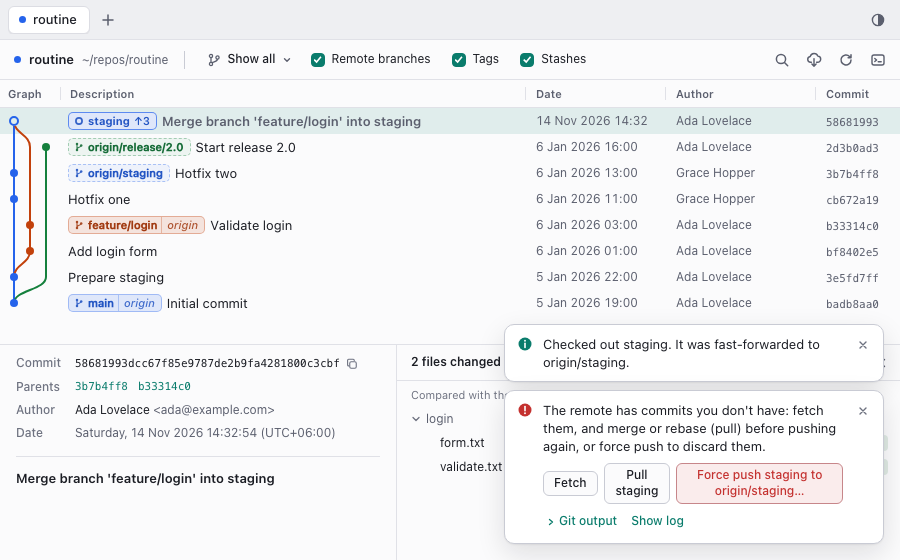 routine
routine ~/repos/routine Show all Remote branches Tags Stashes
Graph Description Date Author Commit
staging ↑3 Merge branch 'feature/login' into staging 14 Nov 2026 14:32 Ada Lovelace 58681993
origin/release/2.0 Start release 2.0 6 Jan 2026 16:00 Ada Lovelace 2d3b0ad3
origin/staging Hotfix two 6 Jan 2026 13:00 Grace Hopper 3b7b4ff8
Hotfix one 6 Jan 2026 11:00 Grace Hopper cb672a19
feature/login origin Validate login 6 Jan 2026 03:00 Ada Lovelace b33314c0
Add login form 6 Jan 2026 01:00 Ada Lovelace bf8402e5
Prepare staging 5 Jan 2026 22:00 Ada Lovelace 3e5fd7ff
main origin Initial commit 5 Jan 2026 19:00 Ada Lovelace badb8aa0
Commit 58681993dcc67f85e9787de2b9fa4281800c3cbf
Parents 3b7b4ff8 b33314c0
Author Ada Lovelace <ada@example.com>
Date Saturday, 14 Nov 2026 14:32:54 (UTC+06:00)
Merge branch 'feature/login' into staging
2 files changed
Compared with the
login
form.txt
validate.txt
Checked out staging. It was fast-forwarded to
origin/staging.
The remote has commits you don't have: fetch
them, and merge or rebase (pull) before pushing
again, or force push to discard them.
Fetch
Pull
staging
Force push staging to
origin/staging...
Git output Show log